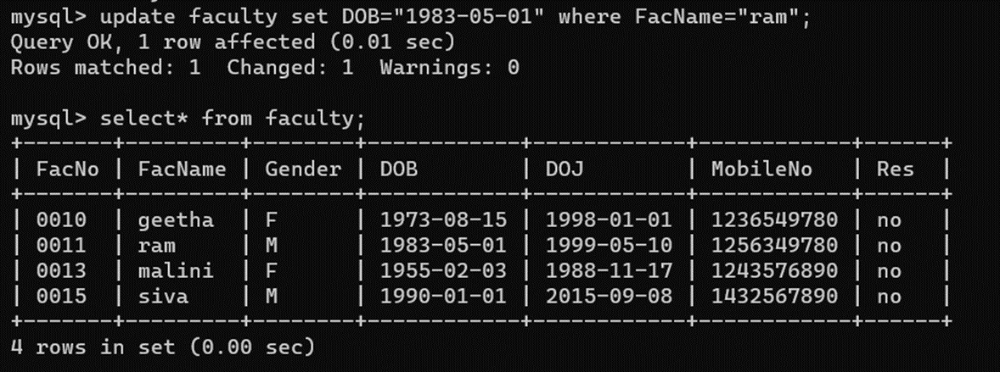 mysql> update faculty set DOB="1983-05-01" where FacName="ram";
Query OK, 1 row affected (0.01 sec)
Rows matched: 1  Changed: 1  Warnings: 0
mysql> select* from faculty;
+-------+---------+--------+------------+------------+------------+------+
| FacNo | FacName | Gender | DOB        | DOJ        | MobileNo   | Res  |
+-------+---------+--------+------------+------------+------------+------+
| 0010  | geetha  | F      | 1973-08-15 | 1998-01-01 | 1236549780 | no   |
| 0011  | ram     | M      | 1983-05-01 | 1999-05-10 | 1256349780 | no   |
| 0013  | malini  | F      | 1955-02-03 | 1988-11-17 | 1243576890 | no   |
| 0015  | siva    | M      | 1990-01-01 | 2015-09-08 | 1432567890 | no   |
+-------+---------+--------+------------+------------+------------+------+
4 rows in set (0.00 sec)